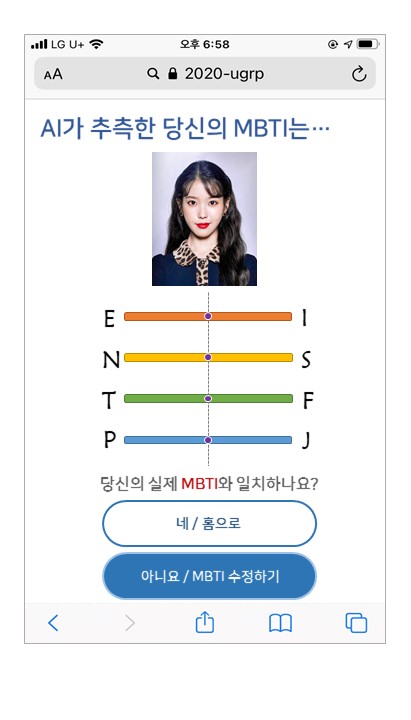 LG U+ 오후 6:58
AA 2020-ugrp
AI가 추측한 당신의 MBTI는…
E I
N S
T F
P J
당신의 실제 MBTI와 일치하나요?
네 / 홈으로
아니요 / MBTI 수정하기